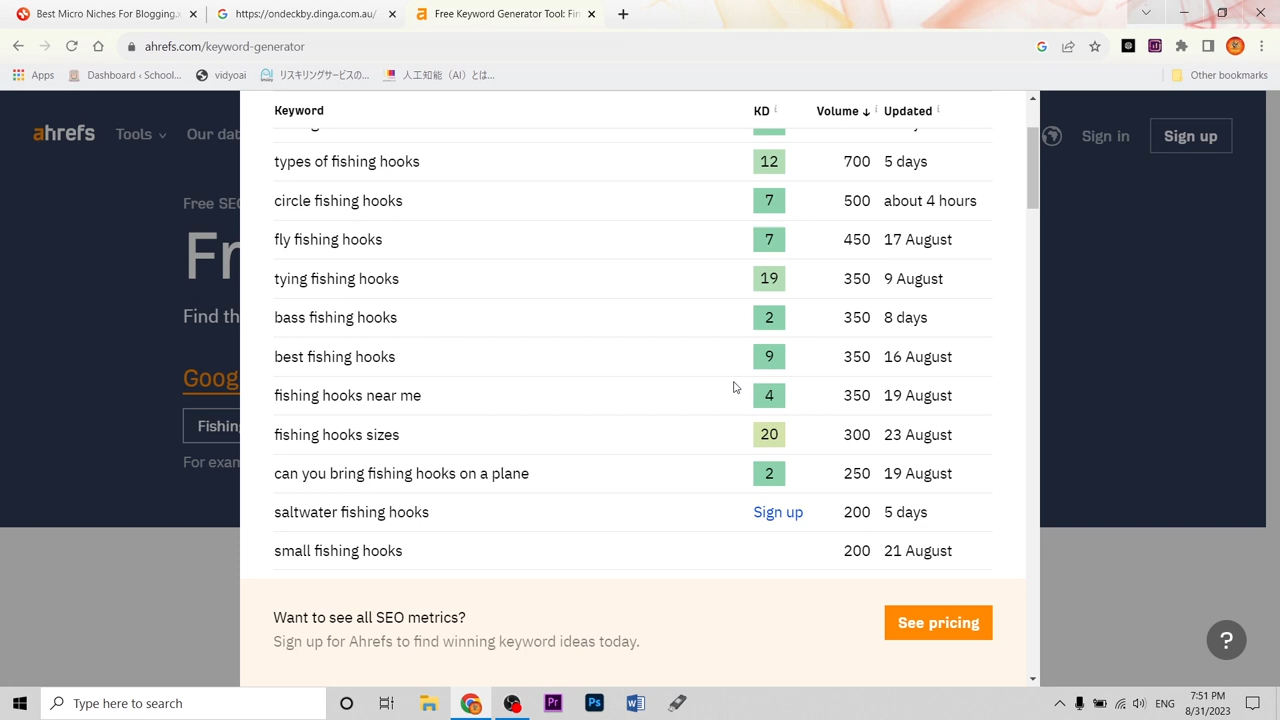 Best Micro Niches For Blogging.
https://ondeckby.dinga.com.au/
Free Keyword Generator Tool: Fin
ahrefs.com/keyword-generator
Apps
Dashboard ‹ School...
vidyoai
リスキリングサービスの...
人工知能（AI）とは...
Other bookmarks
ahrefs
Tools
Our dat
Sign in
Sign up
Free SEO
Fr
Find th
Goog
Fishing
For exam
Keyword KD Volume ↓ Updated
types of fishing hooks 12 700 5 days
circle fishing hooks 7 500 about 4 hours
fly fishing hooks 7 450 17 August
tying fishing hooks 19 350 9 August
bass fishing hooks 2 350 8 days
best fishing hooks 9 350 16 August
fishing hooks near me 4 350 19 August
fishing hooks sizes 20 300 23 August
can you bring fishing hooks on a plane 2 250 19 August
saltwater fishing hooks Sign up 200 5 days
small fishing hooks 200 21 August
Want to see all SEO metrics?
Sign up for Ahrefs to find winning keyword ideas today.
See pricing
?
Type here to search
ENG
7:51 PM
8/31/2023